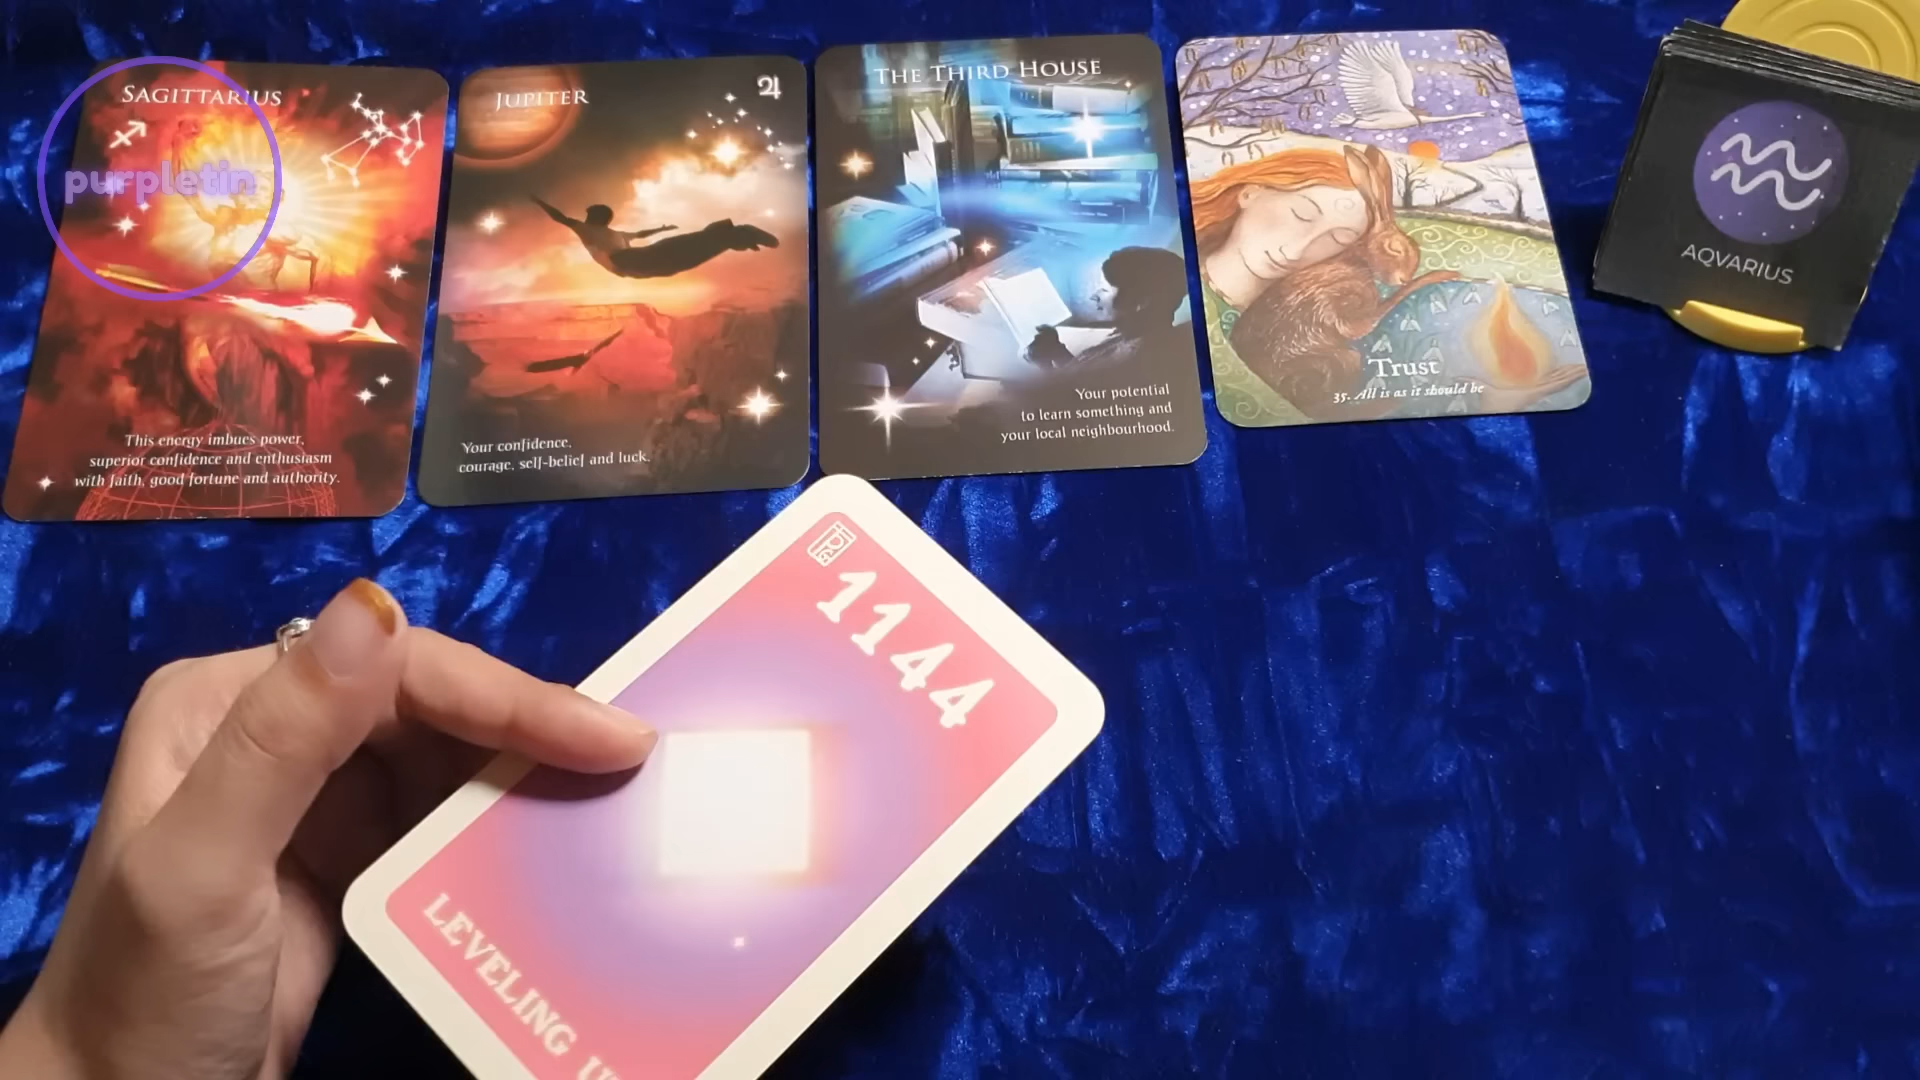 purpletin
SAGITTARIUS
This energy imbues power,
superior confidence and enthusiasm
with faith, good fortune and authority.
JUPITER
Your confidence,
courage, self-belief and luck.
THE THIRD HOUSE
Your potential
to learn something and
your local neighbourhood.
Trust
35. All is as it should be
AQVARIUS
1144
LEVELING U